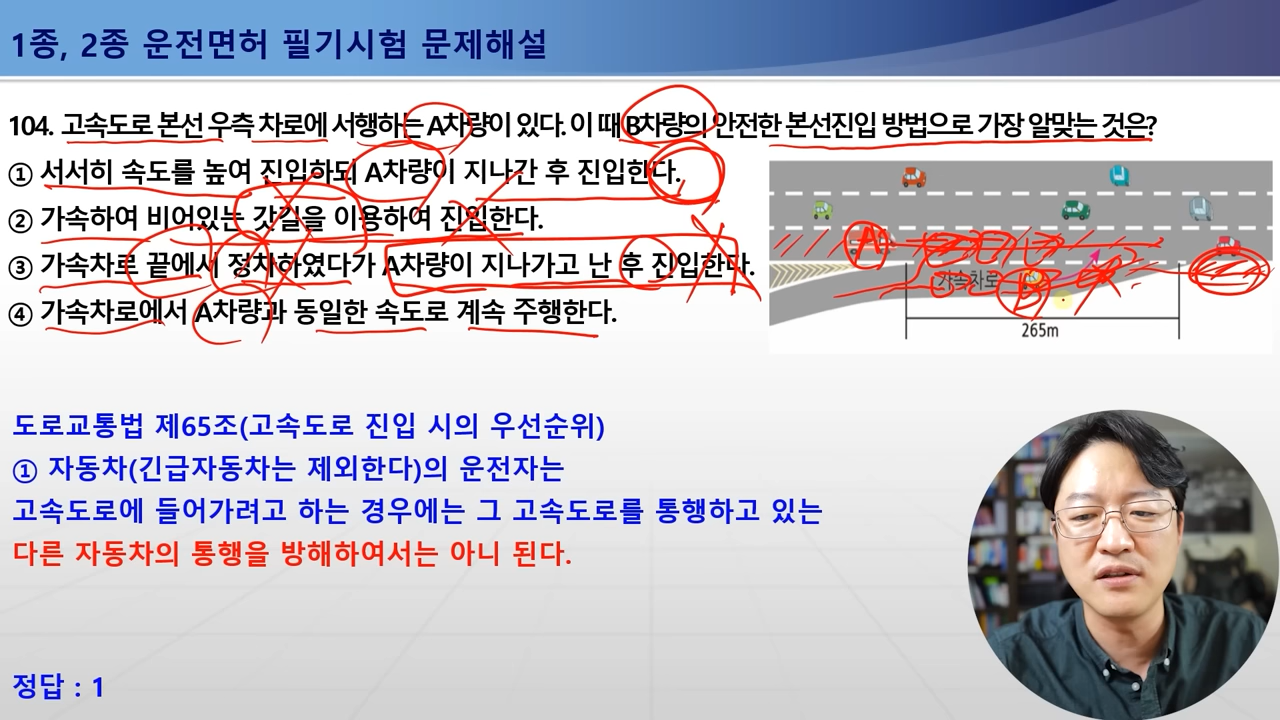 1종, 2종 운전면허 필기시험 문제해설
104. 고속도로 본선 우측 차로에 서행하는 A차량이 있다. 이 때 B차량의 안전한 본선진입 방법으로 가장 알맞는 것은?
① 서서히 속도를 높여 진입하되 A차량이 지나간 후 진입한다.
② 가속하여 비어있는 갓길을 이용하여 진입한다.
③ 가속차로 끝에서 정차하였다가 A차량이 지나가고 난 후 진입한다.
④ 가속차로에서 A차량과 동일한 속도로 계속 주행한다.
A
가속차로
B
265m
도로교통법 제65조(고속도로 진입 시의 우선순위)
① 자동차(긴급자동차는 제외한다)의 운전자는
고속도로에 들어가려고 하는 경우에는 그 고속도로를 통행하고 있는
다른 자동차의 통행을 방해하여서는 아니 된다.
정답 : 1